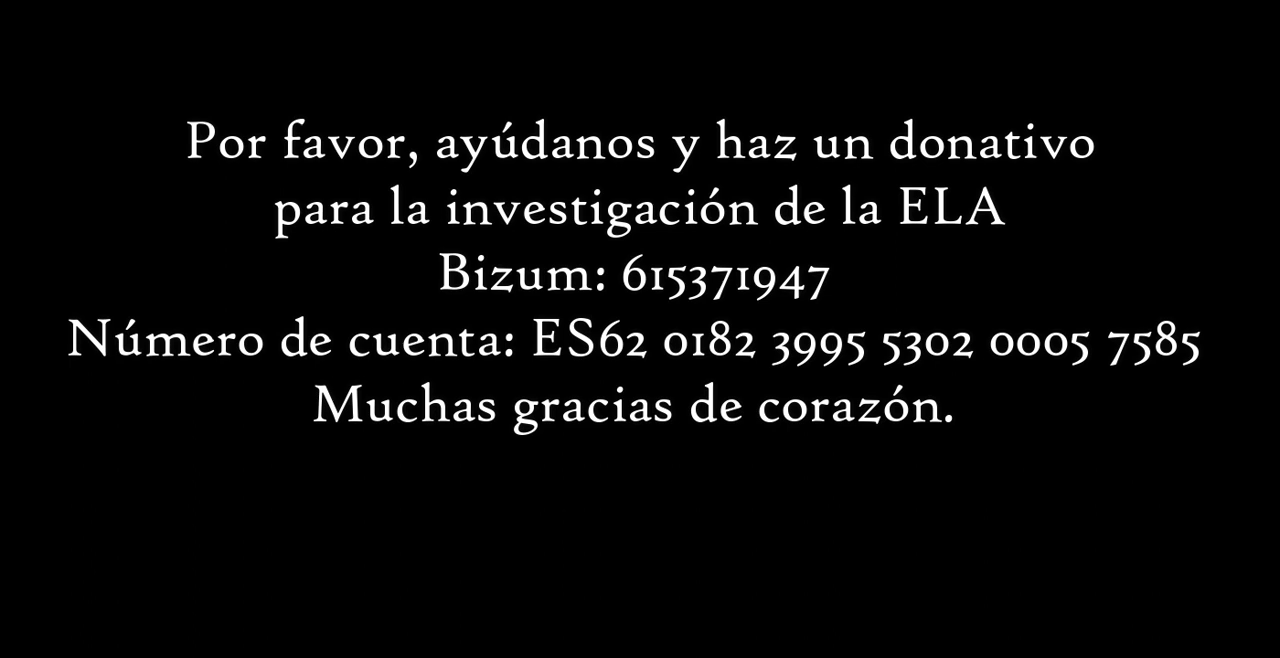 Por favor, ayúdanos y haz un donativo
para la investigación de la ELA
Bizum: 615371947
Número de cuenta: ES62 0182 3995 5302 0005 7585
Muchas gracias de corazón.